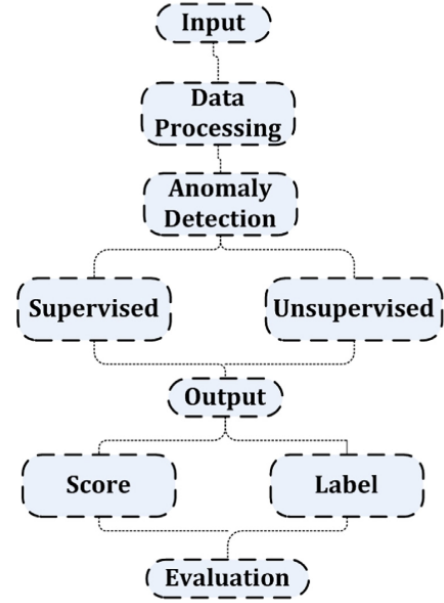 Input
Data
Processing
Anomaly
Detection
Supervised
Unsupervised
Output
Score
Label
Evaluation